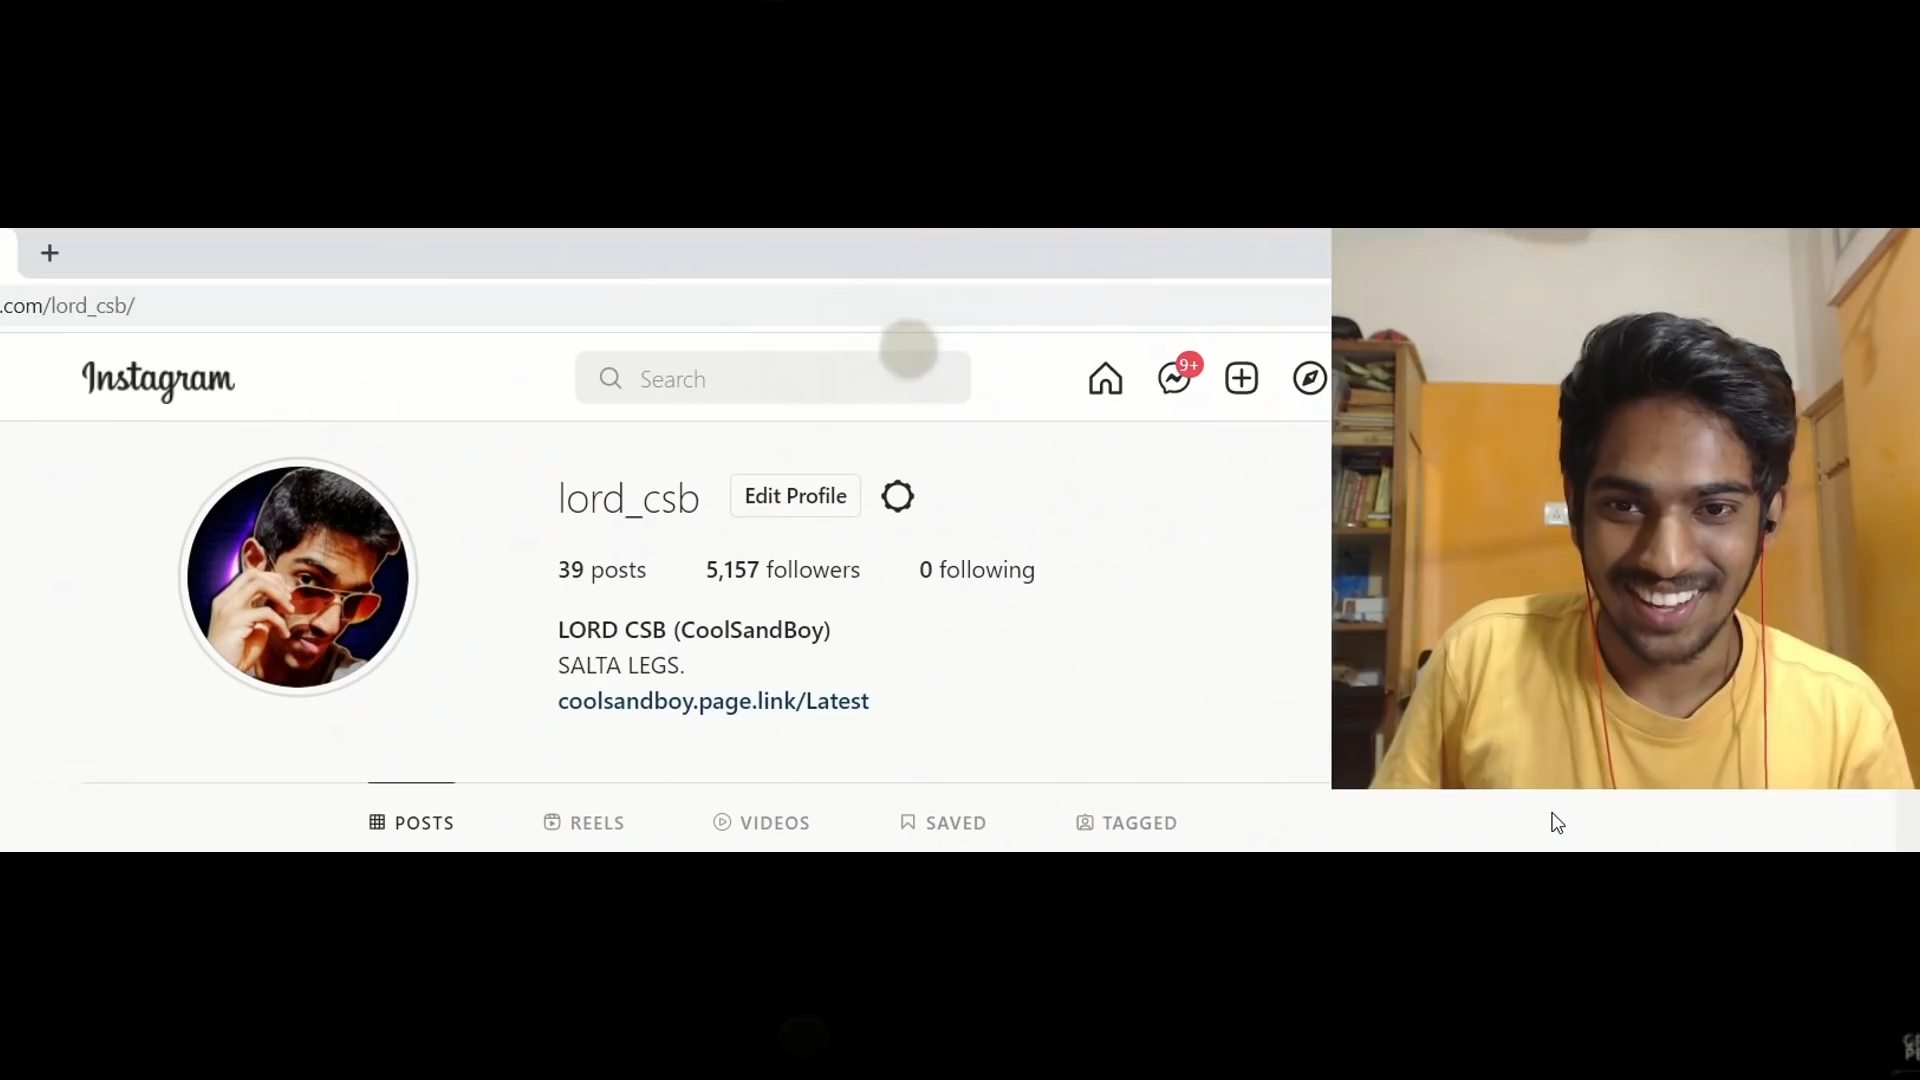 .com/lord_csb/
Instagram
Search
9+
lord_csb Edit Profile
39 posts 5,157 followers 0 following
LORD CSB (CoolSandBoy)
SALTA LEGS.
coolsandboy.page.link/Latest
POSTS REELS VIDEOS SAVED TAGGED